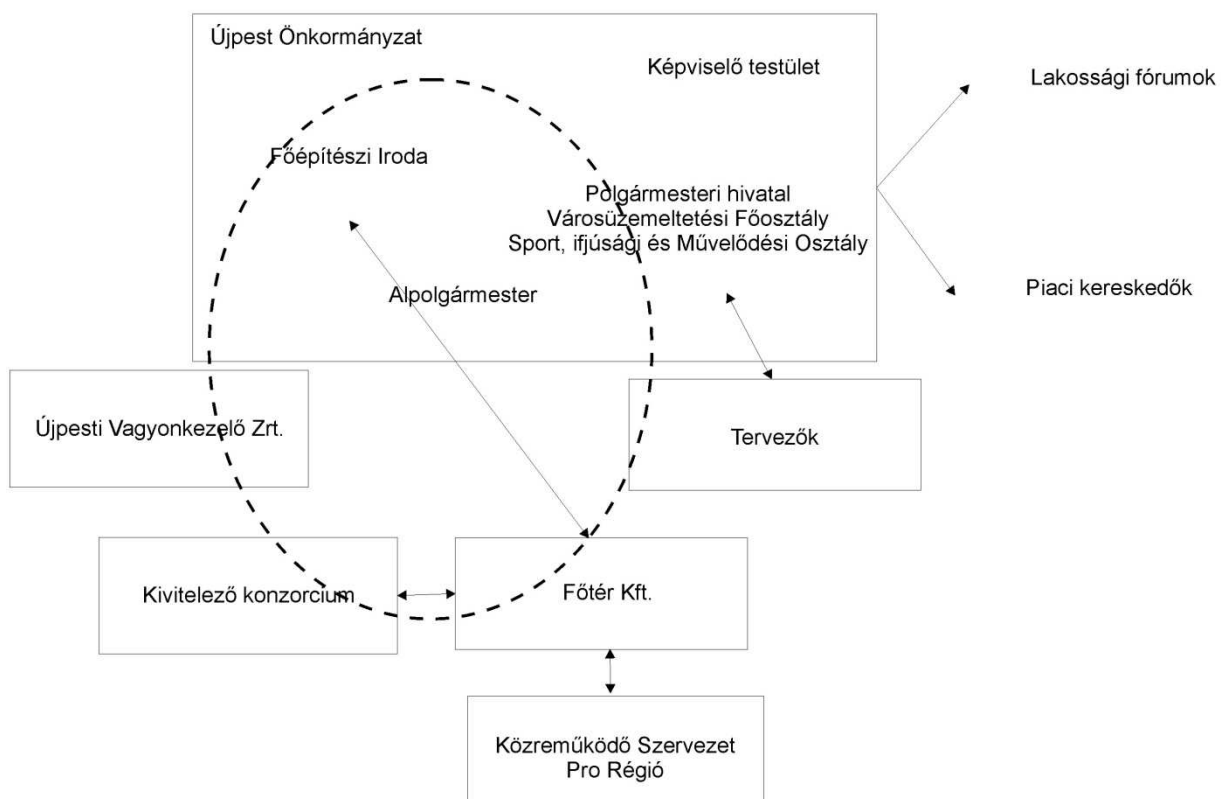 Újpest Önkormányzat
Képviselő testület
Lakossági fórumok
Főépítészi Iroda
Polgármesteri hivatal
Városüzemeltetési Főosztály
Sport, ifjúsági és Művelődési Osztály
Alpolgármester
Piaci kereskedők
Újpesti Vagyonkezelő Zrt.
Tervezők
Kivitelező konzorcium
Főtér Kft.
Közreműködő Szervezet
Pro Régió